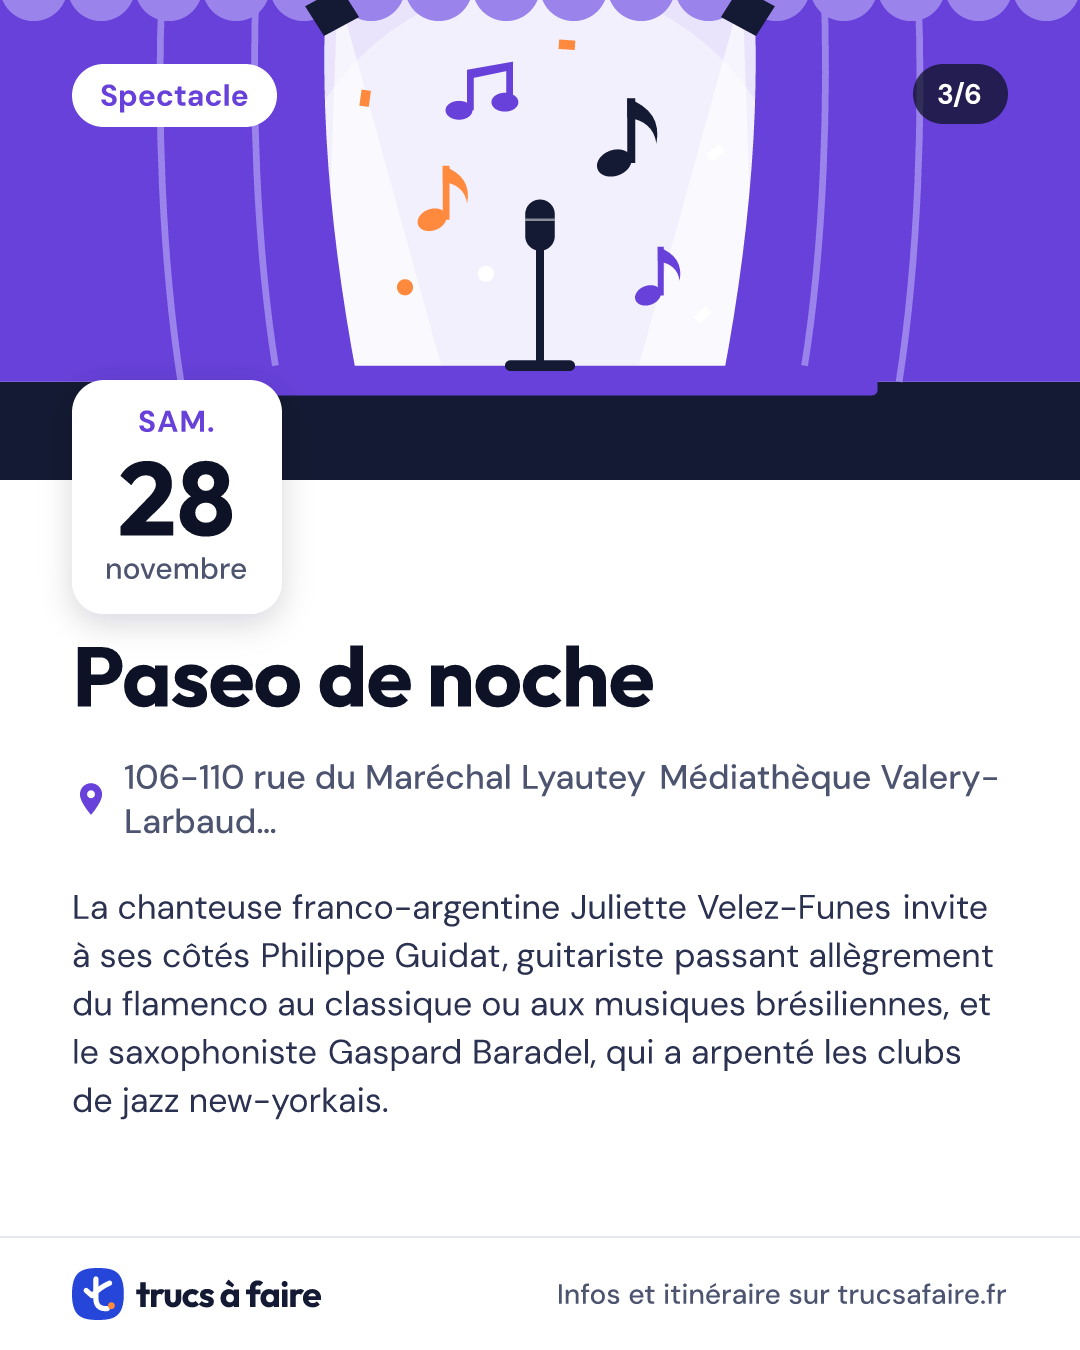 Spectacle
3/6
SAM.
28
novembre
Paseo de noche
106-110 rue du Maréchal Lyautey Médiathèque Valery-
Larbaud...
La chanteuse franco-argentine Juliette Velez-Funes invite
à ses côtés Philippe Guidat, guitariste passant allègrement
du flamenco au classique ou aux musiques brésiliennes, et
le saxophoniste Gaspard Baradel, qui a arpenté les clubs
de jazz new-yorkais.
trucs à faire
Infos et itinéraire sur trucsafaire.fr